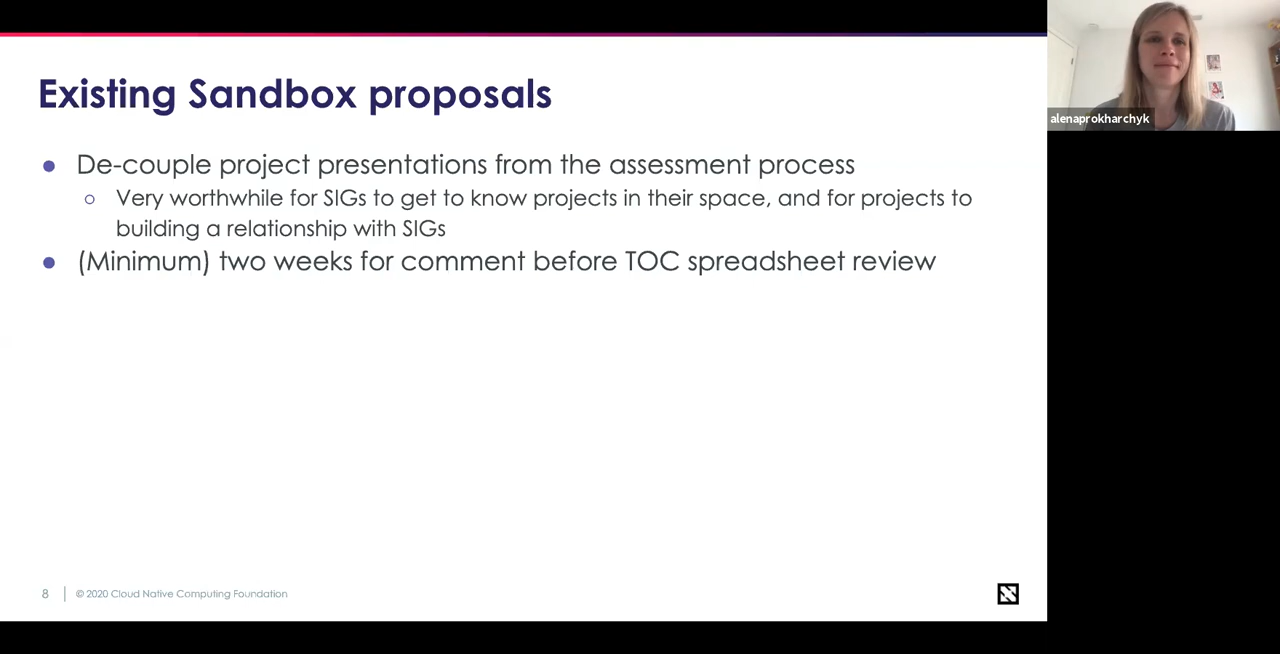 Existing Sandbox proposals
● De-couple project presentations from the assessment process
○ Very worthwhile for SIGs to get to know projects in their space, and for projects to
building a relationship with SIGs
● (Minimum) two weeks for comment before TOC spreadsheet review
8 | © 2020 Cloud Native Computing Foundation
alenaprokharchyk